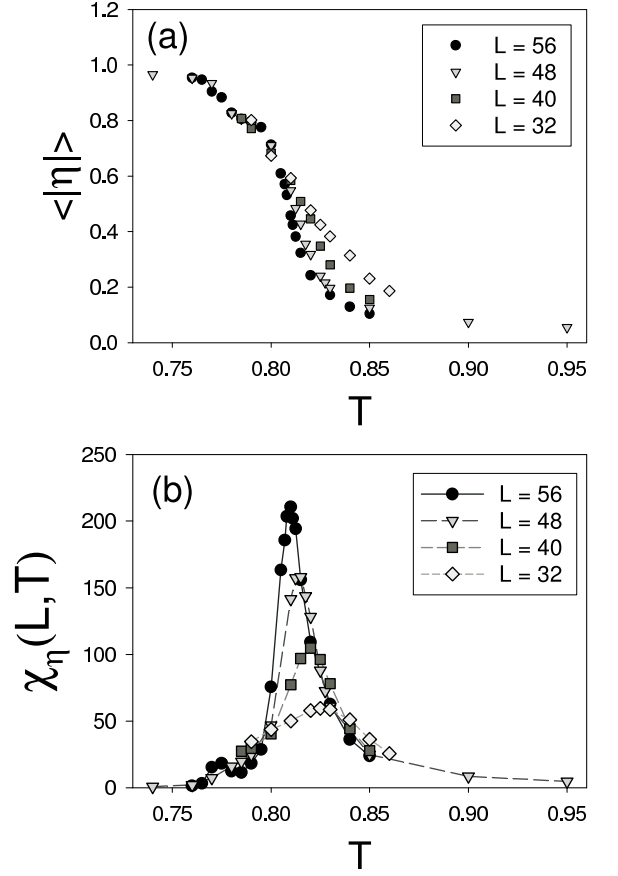 (a)
L = 56
L = 48
L = 40
L = 32
1.0
0.8
0.6
0.4
0.2
0.0
<|η|>
0.75 0.80 0.85 0.90 0.95
T
(b)
L = 56
L = 48
L = 40
L = 32
250
200
150
100
50
0
χη(L,T)
0.75 0.80 0.85 0.90 0.95
T